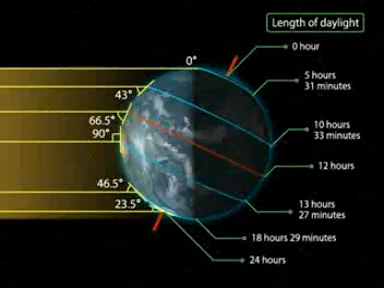 Length of daylight
0°
0 hour
5 hours
31 minutes
43°
66.5°
10 hours
33 minutes
90°
12 hours
46.5°
23.5°
13 hours
27 minutes
18 hours 29 minutes
24 hours